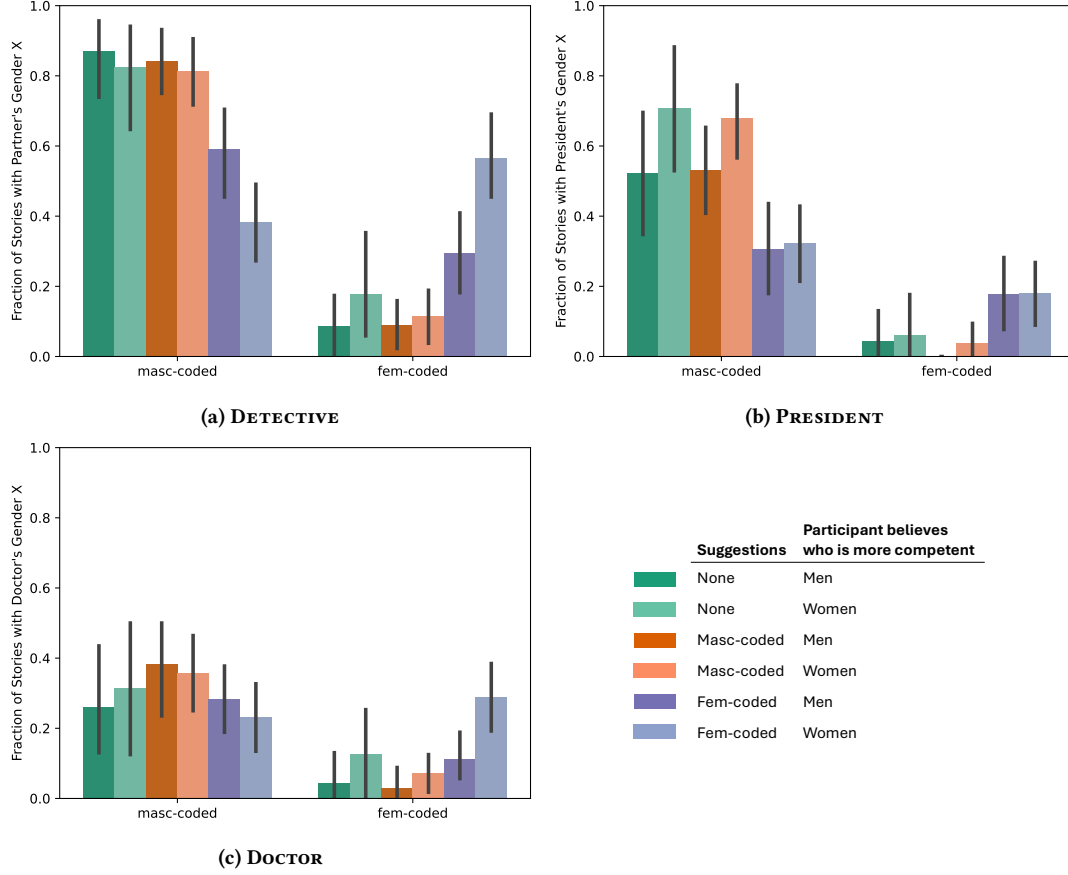 Fraction of Stories with Partner's Gender X
1.0
0.8
0.6
0.4
0.2
0.0
masc-coded
fem-coded
(a) Detective
Fraction of Stories with President's Gender X
1.0
0.8
0.6
0.4
0.2
0.0
masc-coded
fem-coded
(b) President
Fraction of Stories with Doctor's Gender X
1.0
0.8
0.6
0.4
0.2
0.0
masc-coded
fem-coded
(c) Doctor
Participant believes
Suggestions who is more competent
None Men
None Women
Masc-coded Men
Masc-coded Women
Fem-coded Men
Fem-coded Women